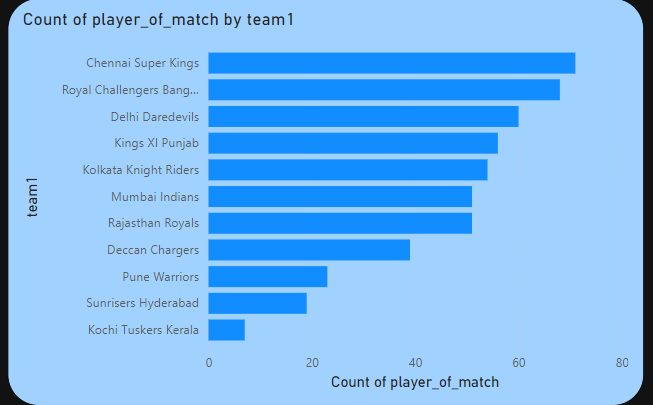 Count of player_of_match by team1
Chennai Super Kings
Royal Challengers Bang...
Delhi Daredevils
Kings XI Punjab
Kolkata Knight Riders
Mumbai Indians
Rajasthan Royals
Deccan Chargers
Pune Warriors
Sunrisers Hyderabad
Kochi Tuskers Kerala
team1
0 20 40 60 80
Count of player_of_match